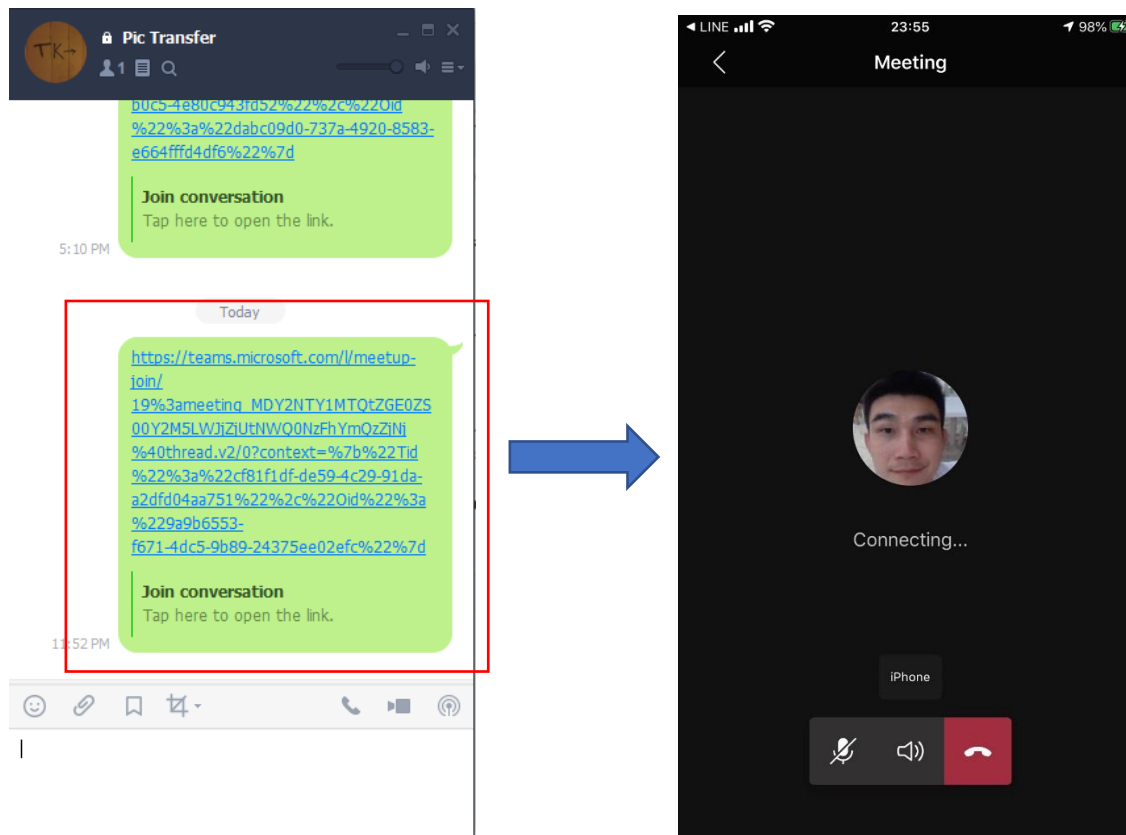 TK→
Pic Transfer
1
b0c5-4e80c943fd52%22%2c%22Oid
%22%3a%22dabc09d0-737a-4920-8583-
e664fffd4df6%22%7d
Join conversation
Tap here to open the link.
5:10 PM
Today
https://teams.microsoft.com/l/meetup-
join/
19%3ameeting_MDY2NTY1MTQtZGE0ZS
00Y2M5LWJjZjUtNWQ0NzFhYmQzZjNj
%40thread.v2/0?context=%7b%22Tid
%22%3a%22cf81f1df-de59-4c29-91da-
a2dfd04aa751%22%2c%22Oid%22%3a
%229a9b6553-
f671-4dc5-9b89-24375ee02efc%22%7d
Join conversation
Tap here to open the link.
11:52 PM
LINE
23:55
98%
Meeting
Connecting...
iPhone